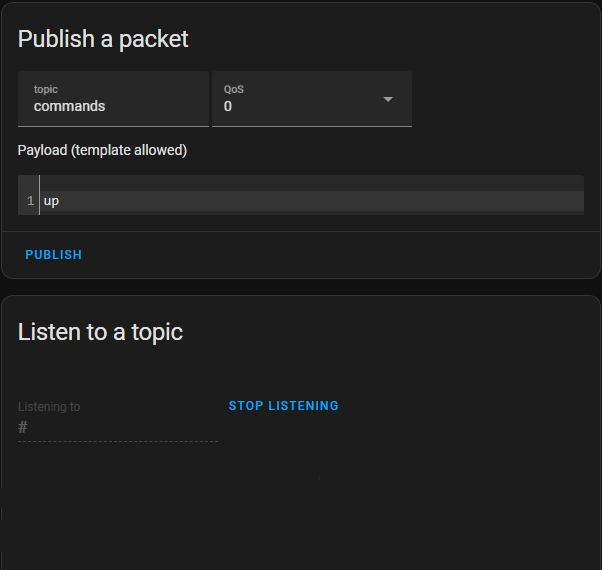 Publish a packet
topic
commands
QoS
0
Payload (template allowed)
1 up
PUBLISH
Listen to a topic
Listening to
#
STOP LISTENING